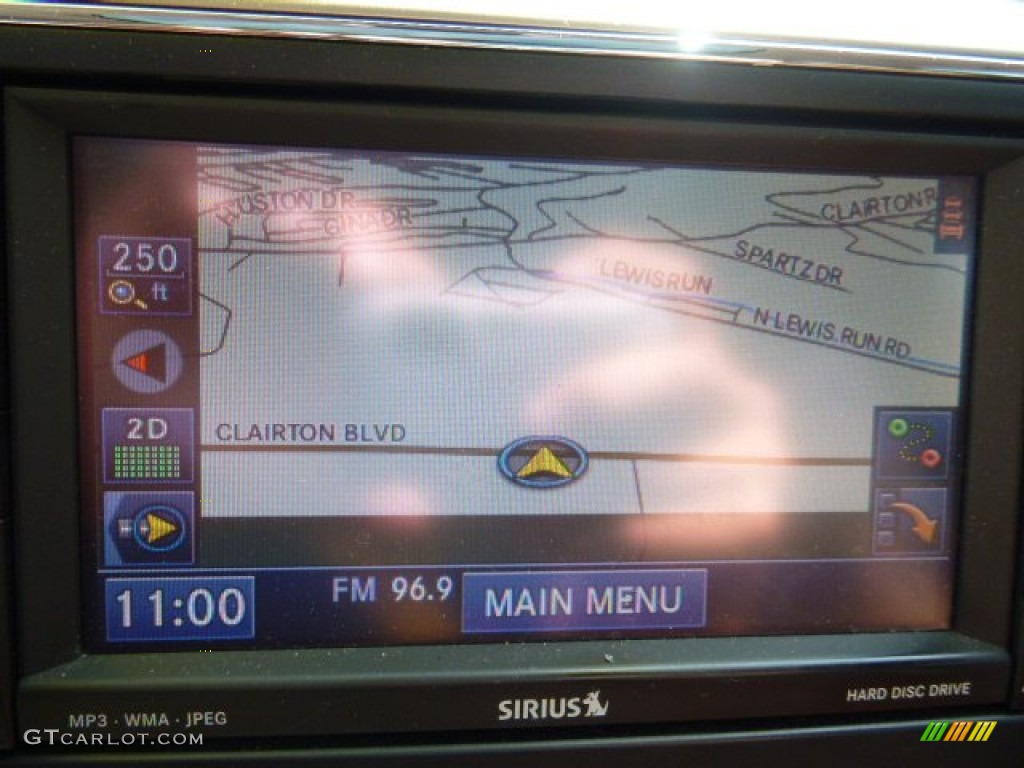 HUSTON DR
GINA DR
CLAIRTON R
250
ft
LEWIS RUN
SPARTZ DR
N LEWIS RUN RD
2D
CLAIRTON BLVD
11:00
FM 96.9
MAIN MENU
MP3 · WMA · JPEG
SIRIUS
HARD DISC DRIVE
GTCARLOT.COM